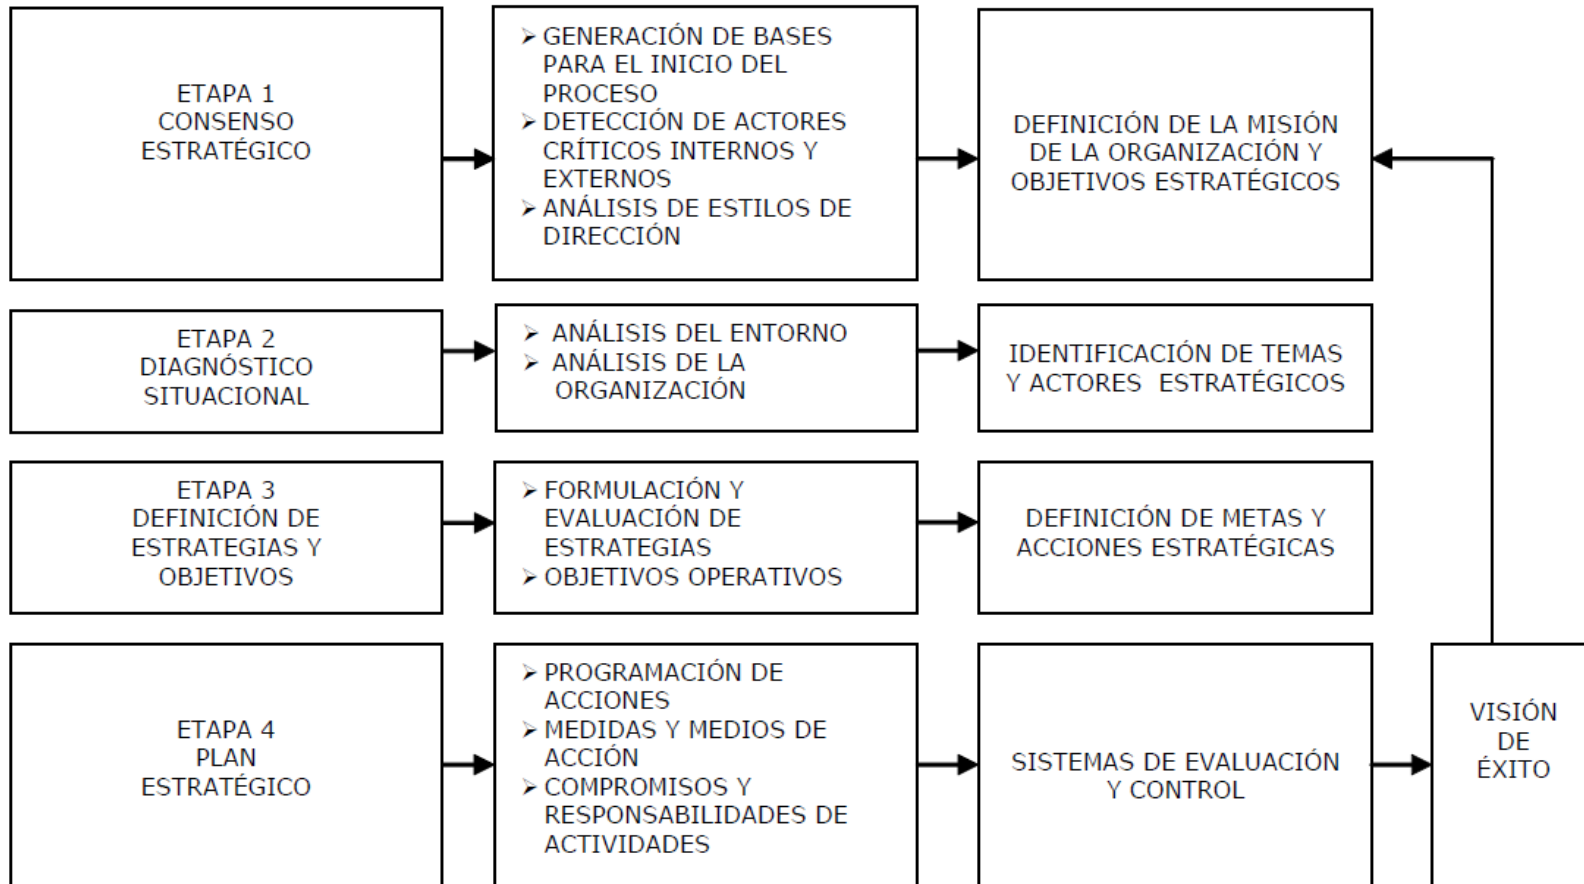 ETAPA 1
CONSENSO
ESTRATÉGICO
➢ GENERACIÓN DE BASES
PARA EL INICIO DEL
PROCESO
➢ DETECCIÓN DE ACTORES
CRÍTICOS INTERNOS Y
EXTERNOS
➢ ANÁLISIS DE ESTILOS DE
DIRECCIÓN
DEFINICIÓN DE LA MISIÓN
DE LA ORGANIZACIÓN Y
OBJETIVOS ESTRATÉGICOS
ETAPA 2
DIAGNÓSTICO
SITUACIONAL
➢ ANÁLISIS DEL ENTORNO
➢ ANÁLISIS DE LA
ORGANIZACIÓN
IDENTIFICACIÓN DE TEMAS
Y ACTORES ESTRATÉGICOS
ETAPA 3
DEFINICIÓN DE
ESTRATEGIAS Y
OBJETIVOS
➢ FORMULACIÓN Y
EVALUACIÓN DE
ESTRATEGIAS
➢ OBJETIVOS OPERATIVOS
DEFINICIÓN DE METAS Y
ACCIONES ESTRATÉGICAS
ETAPA 4
PLAN
ESTRATÉGICO
➢ PROGRAMACIÓN DE
ACCIONES
➢ MEDIDAS Y MEDIOS DE
ACCIÓN
➢ COMPROMISOS Y
RESPONSABILIDADES DE
ACTIVIDADES
SISTEMAS DE EVALUACIÓN
Y CONTROL
VISIÓN
DE
ÉXITO